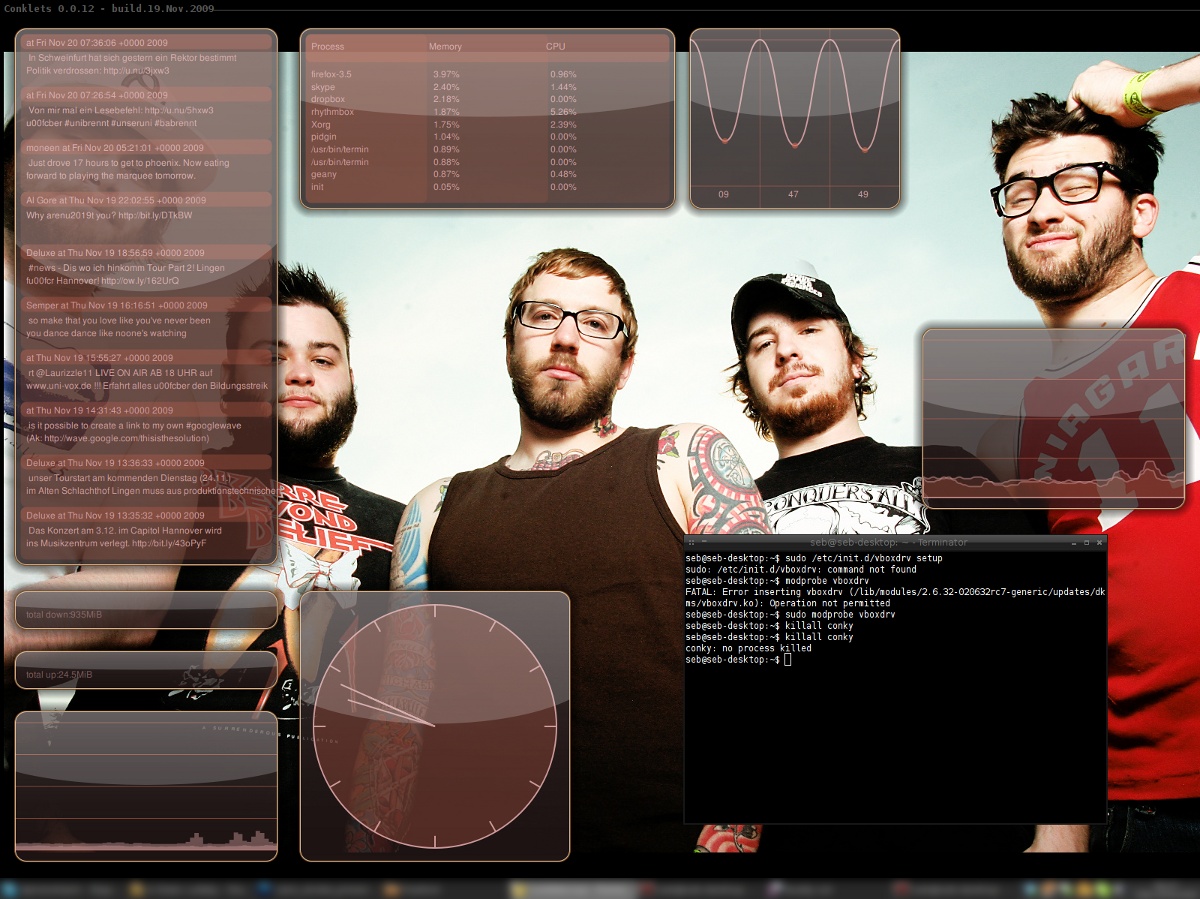 Conklets 0.0.12 - build.19.Nov.2009
at Fri Nov 20 07:36:06 +0000 2009
In Schweinfurt hat sich gestern ein Rektor bestimmt
Politik verdrossen: http://u.nu/3jxw3
at Fri Nov 20 07:26:54 +0000 2009
Von mir mal ein Lesebefehl: http://u.nu/5hxw3
u00fcber #unibrennt #unseruni #babrennt
moneen at Fri Nov 20 05:21:01 +0000 2009
Just drove 17 hours to get to phoenix. Now eating
forward to playing the marquee tomorrow.
Al Gore at Thu Nov 19 22:02:55 +0000 2009
Why arenu2019t you? http://bit.ly/DTkBW
Deluxe at Thu Nov 19 18:56:59 +0000 2009
#news - Dis wo ich hinkomm Tour Part 2! Lingen
fu00fcr Hannover! http://ow.ly/162UrQ
Semper at Thu Nov 19 16:16:51 +0000 2009
so make that you love like you've never been
you dance dance like noone's watching
at Thu Nov 19 15:55:27 +0000 2009
rt @Laurizzle11 LIVE ON AIR AB 18 UHR auf
www.uni-vox.de !!! Erfahrt alles u00fcber den Bildungsstreik
at Thu Nov 19 14:31:43 +0000 2009
is it possible to create a link to my own #googlewave
(Ak: http://wave.google.com/thisisthesolution)
Deluxe at Thu Nov 19 13:36:33 +0000 2009
unser Tourstart am kommenden Dienstag (24.11.)
im Alten Schlachthof Lingen muss aus produktionstechnischen
Deluxe at Thu Nov 19 13:35:32 +0000 2009
Das Konzert am 3.12. im Capitol Hannover wird
ins Musikzentrum verlegt. http://bit.ly/43oPyF
total down:935MiB
total up:24.5MiB
Process Memory CPU
firefox-3.5 3.97% 0.96%
skype 2.40% 1.44%
dropbox 2.18% 0.00%
rhythmbox 1.87% 5.26%
Xorg 1.75% 2.39%
pidgin 1.04% 0.00%
/usr/bin/termin 0.89% 0.00%
/usr/bin/termin 0.88% 0.00%
geany 0.87% 0.48%
init 0.05% 0.00%
09 47 49
NIAGAR
11
CONQUERS ALL
seb@seb-desktop: ~ - Terminator
seb@seb-desktop:~$ sudo /etc/init.d/vboxdrv setup
sudo: /etc/init.d/vboxdrv: command not found
seb@seb-desktop:~$ modprobe vboxdrv
FATAL: Error inserting vboxdrv (/lib/modules/2.6.32-020632rc7-generic/updates/dk
ms/vboxdrv.ko): Operation not permitted
seb@seb-desktop:~$ sudo modprobe vboxdrv
seb@seb-desktop:~$ killall conky
seb@seb-desktop:~$ killall conky
conky: no process killed
seb@seb-desktop:~$